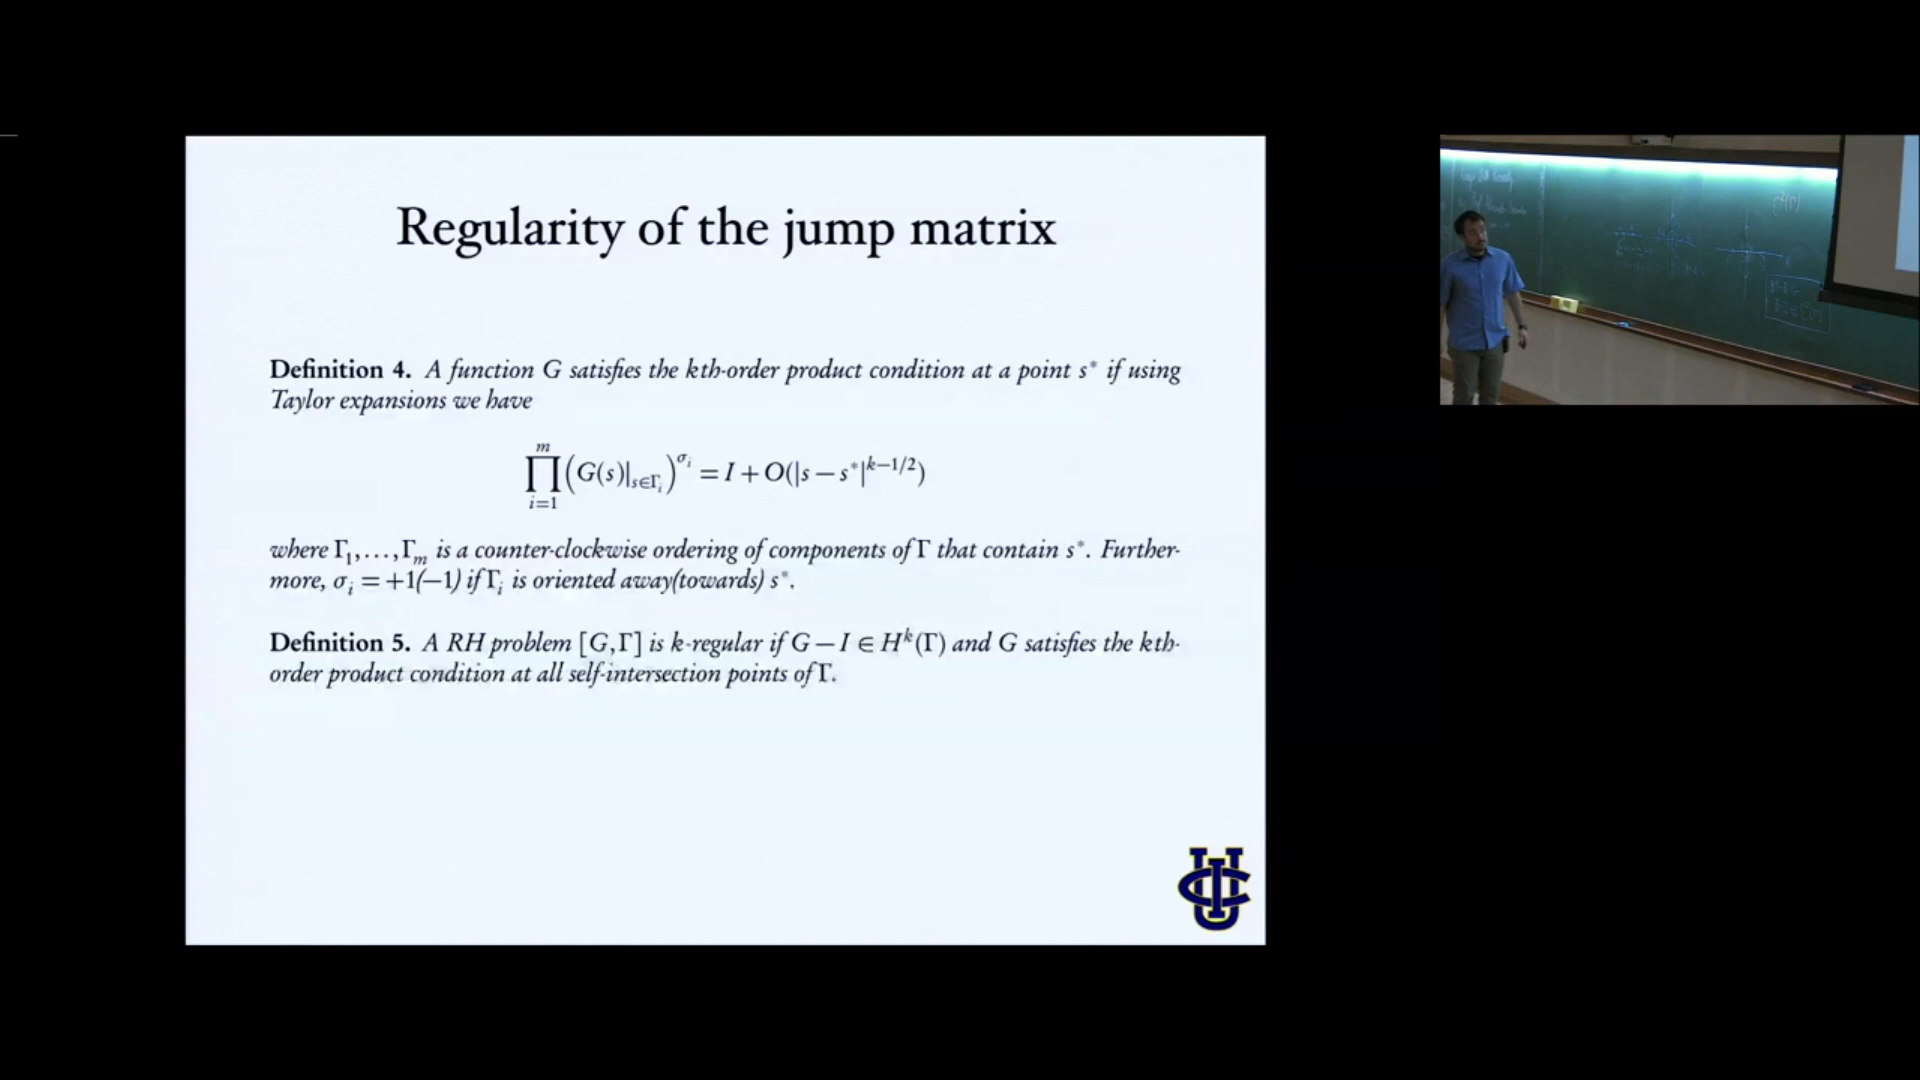 Regularity of the jump matrix
Definition 4. A function G satisfies the kth-order product condition at a point s* if using
Taylor expansions we have
∏_{i=1}^{m} (G(s)|_{s∈Γ_i})^{σ_i} = I + O(|s − s*|^{k−1/2})
where Γ_1,…,Γ_m is a counter-clockwise ordering of components of Γ that contain s*. Further-
more, σ_i = +1(−1) if Γ_i is oriented away(towards) s*.
Definition 5. A RH problem [G,Γ] is k-regular if G − I ∈ H^k(Γ) and G satisfies the kth-
order product condition at all self-intersection points of Γ.
UCI